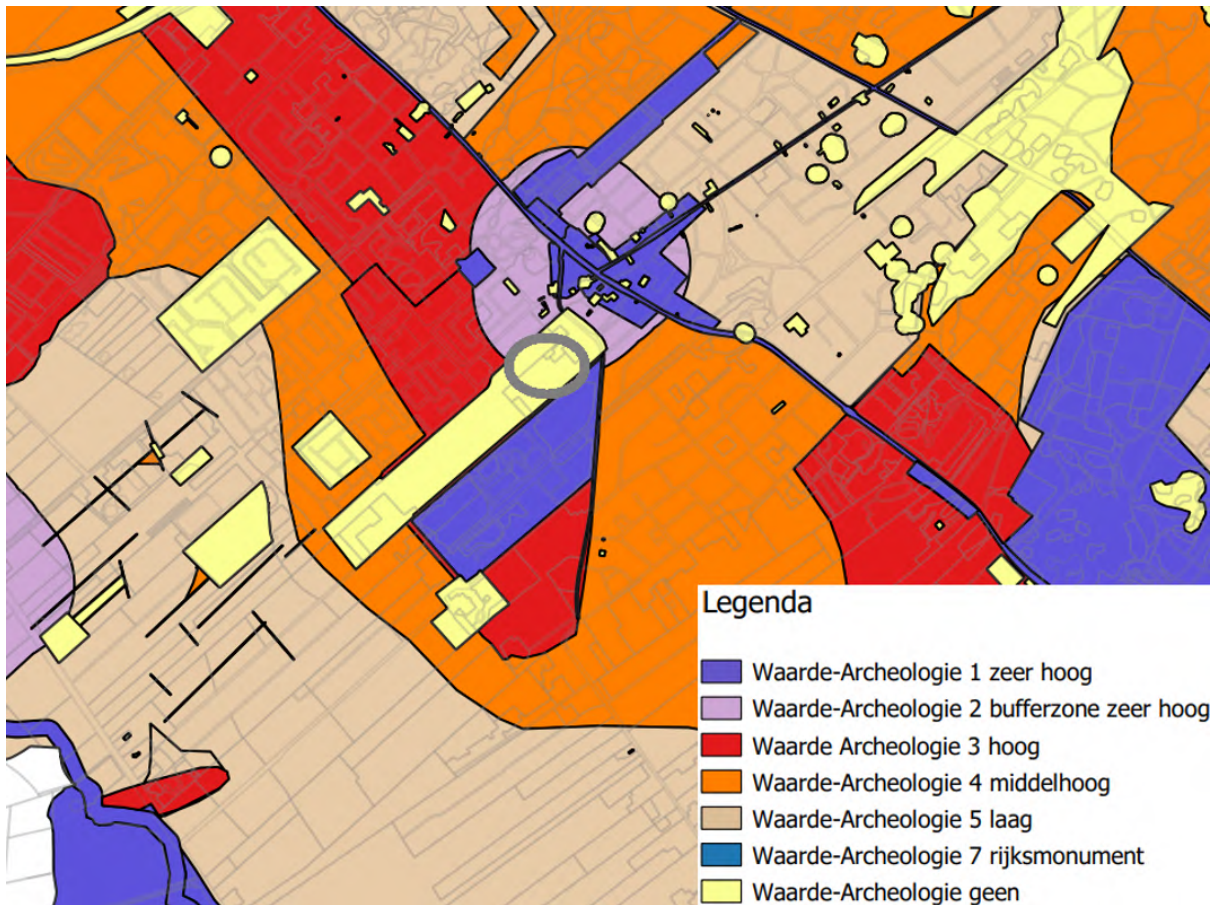 Legenda
Waarde-Archeologie 1 zeer hoog
Waarde-Archeologie 2 bufferzone zeer hoog
Waarde Archeologie 3 hoog
Waarde-Archeologie 4 middelhoog
Waarde-Archeologie 5 laag
Waarde-Archeologie 7 rijksmonument
Waarde-Archeologie geen